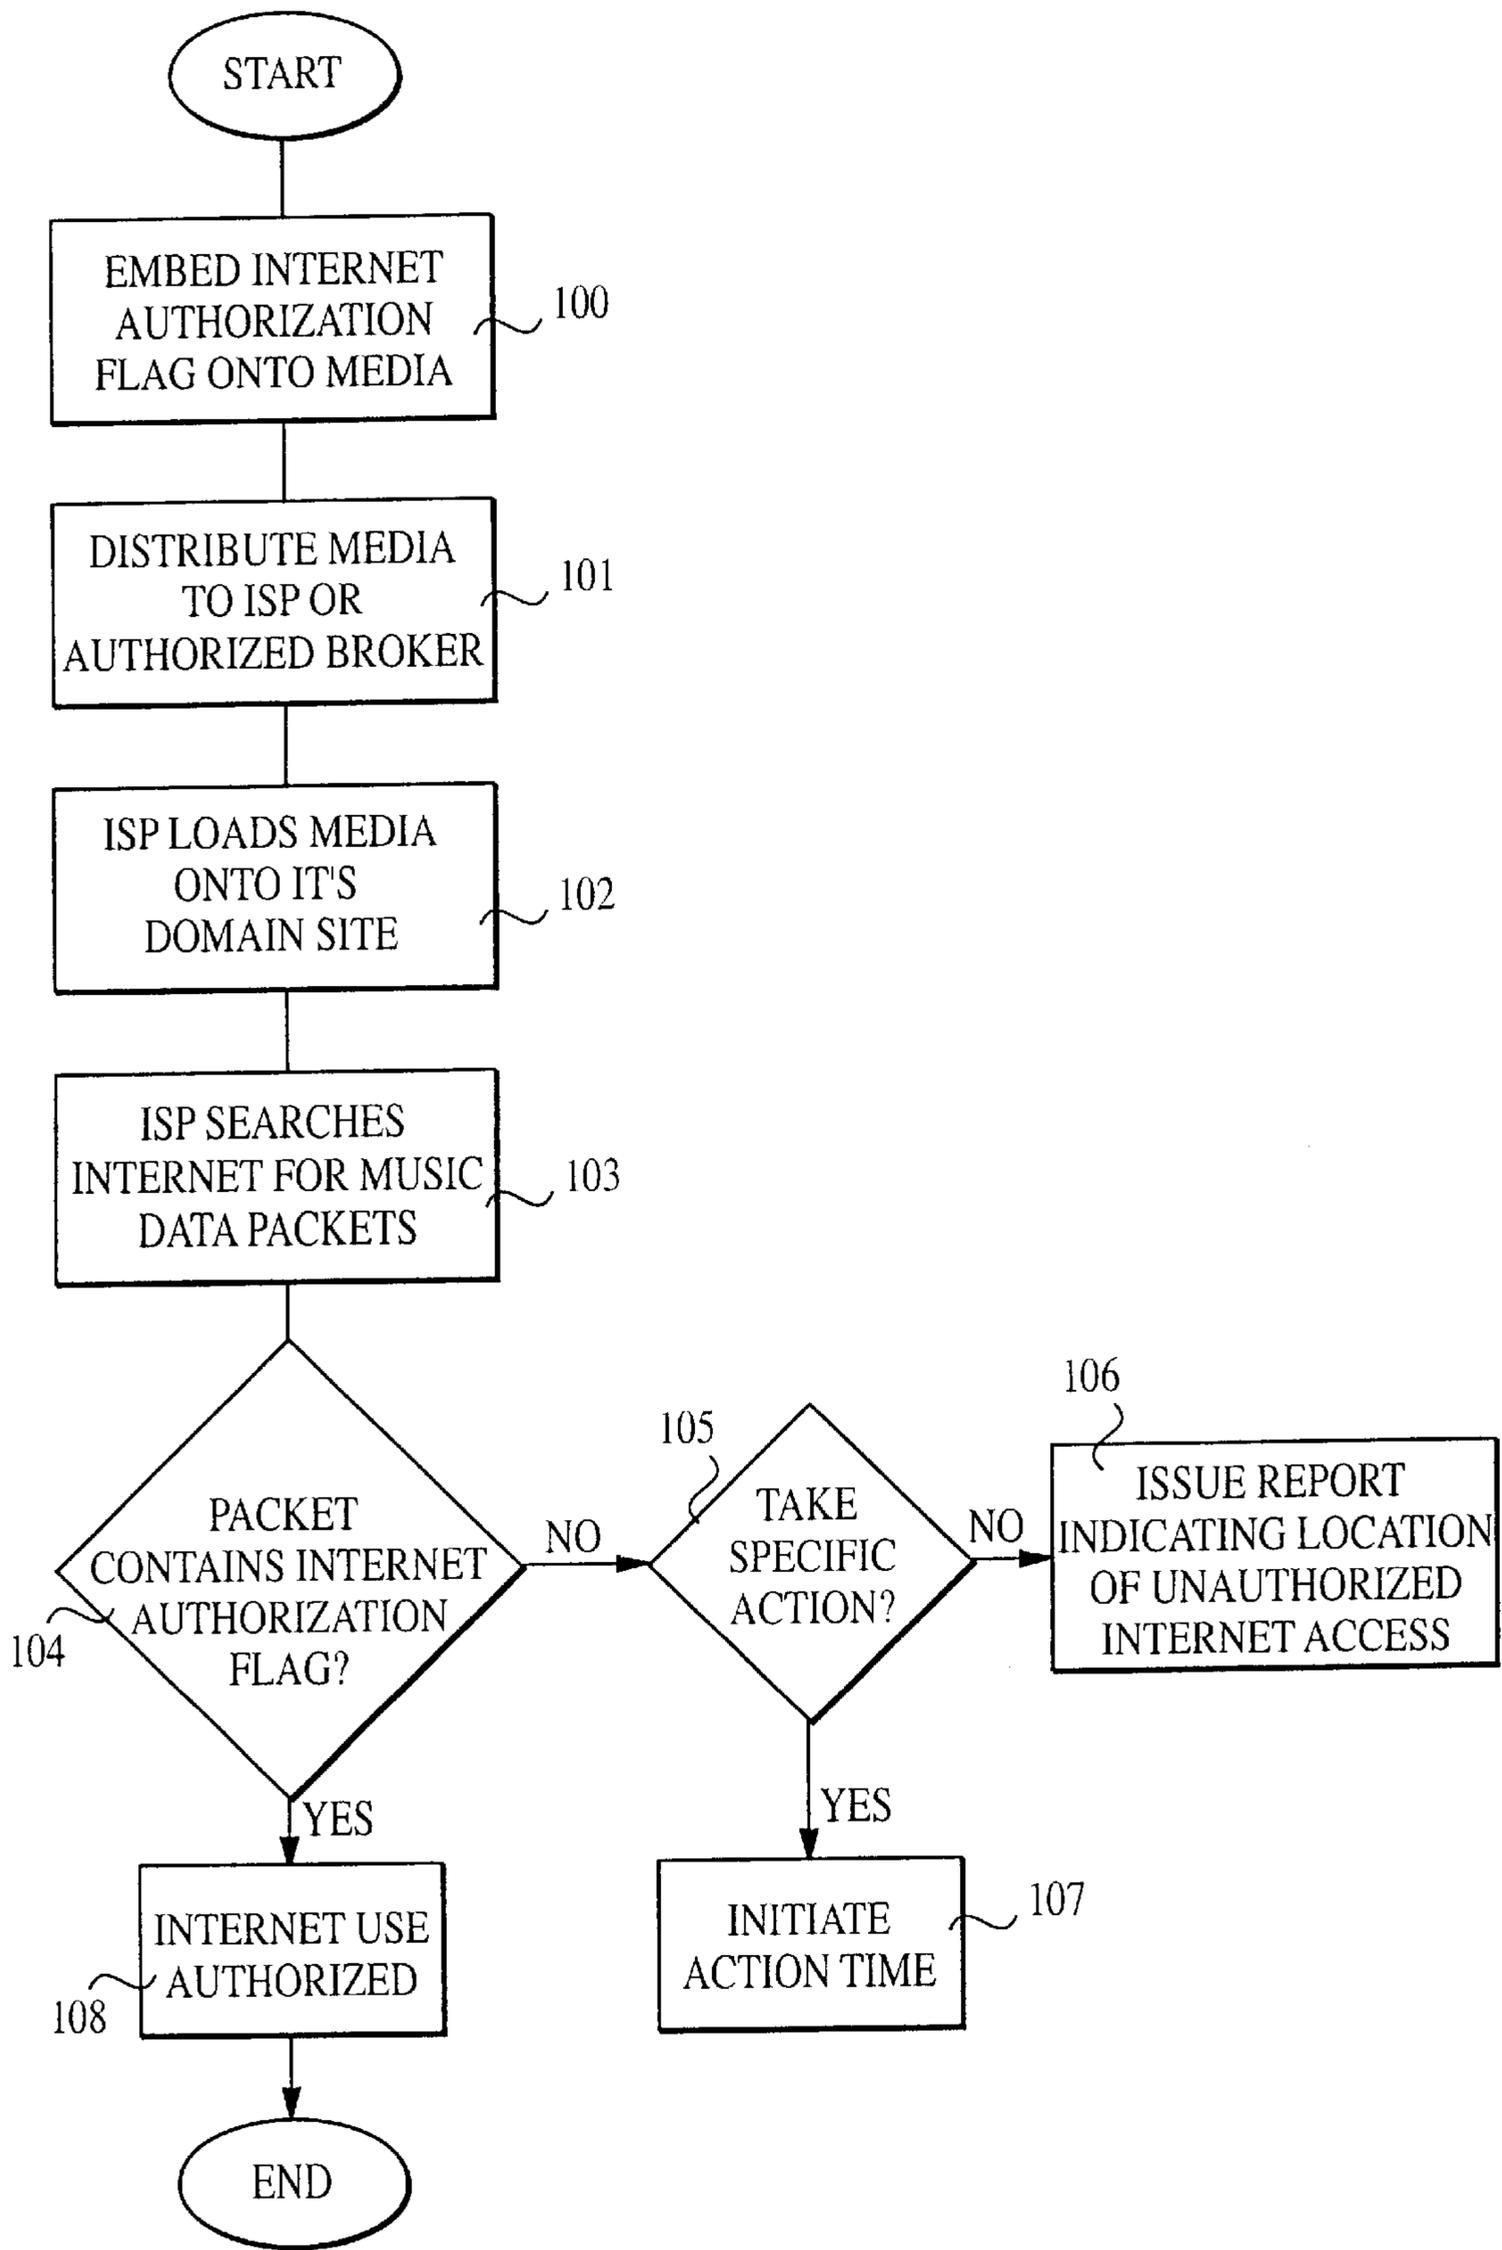 START
EMBED INTERNET
AUTHORIZATION
FLAG ONTO MEDIA
100
DISTRIBUTE MEDIA
TO ISP OR
AUTHORIZED BROKER
101
ISP LOADS MEDIA
ONTO IT'S
DOMAIN SITE
102
ISP SEARCHES
INTERNET FOR MUSIC
DATA PACKETS
103
PACKET
CONTAINS INTERNET
AUTHORIZATION
FLAG?
104
NO
105
TAKE
SPECIFIC
ACTION?
NO
106
ISSUE REPORT
INDICATING LOCATION
OF UNAUTHORIZED
INTERNET ACCESS
YES
INTERNET USE
AUTHORIZED
108
YES
INITIATE
ACTION TIME
107
END